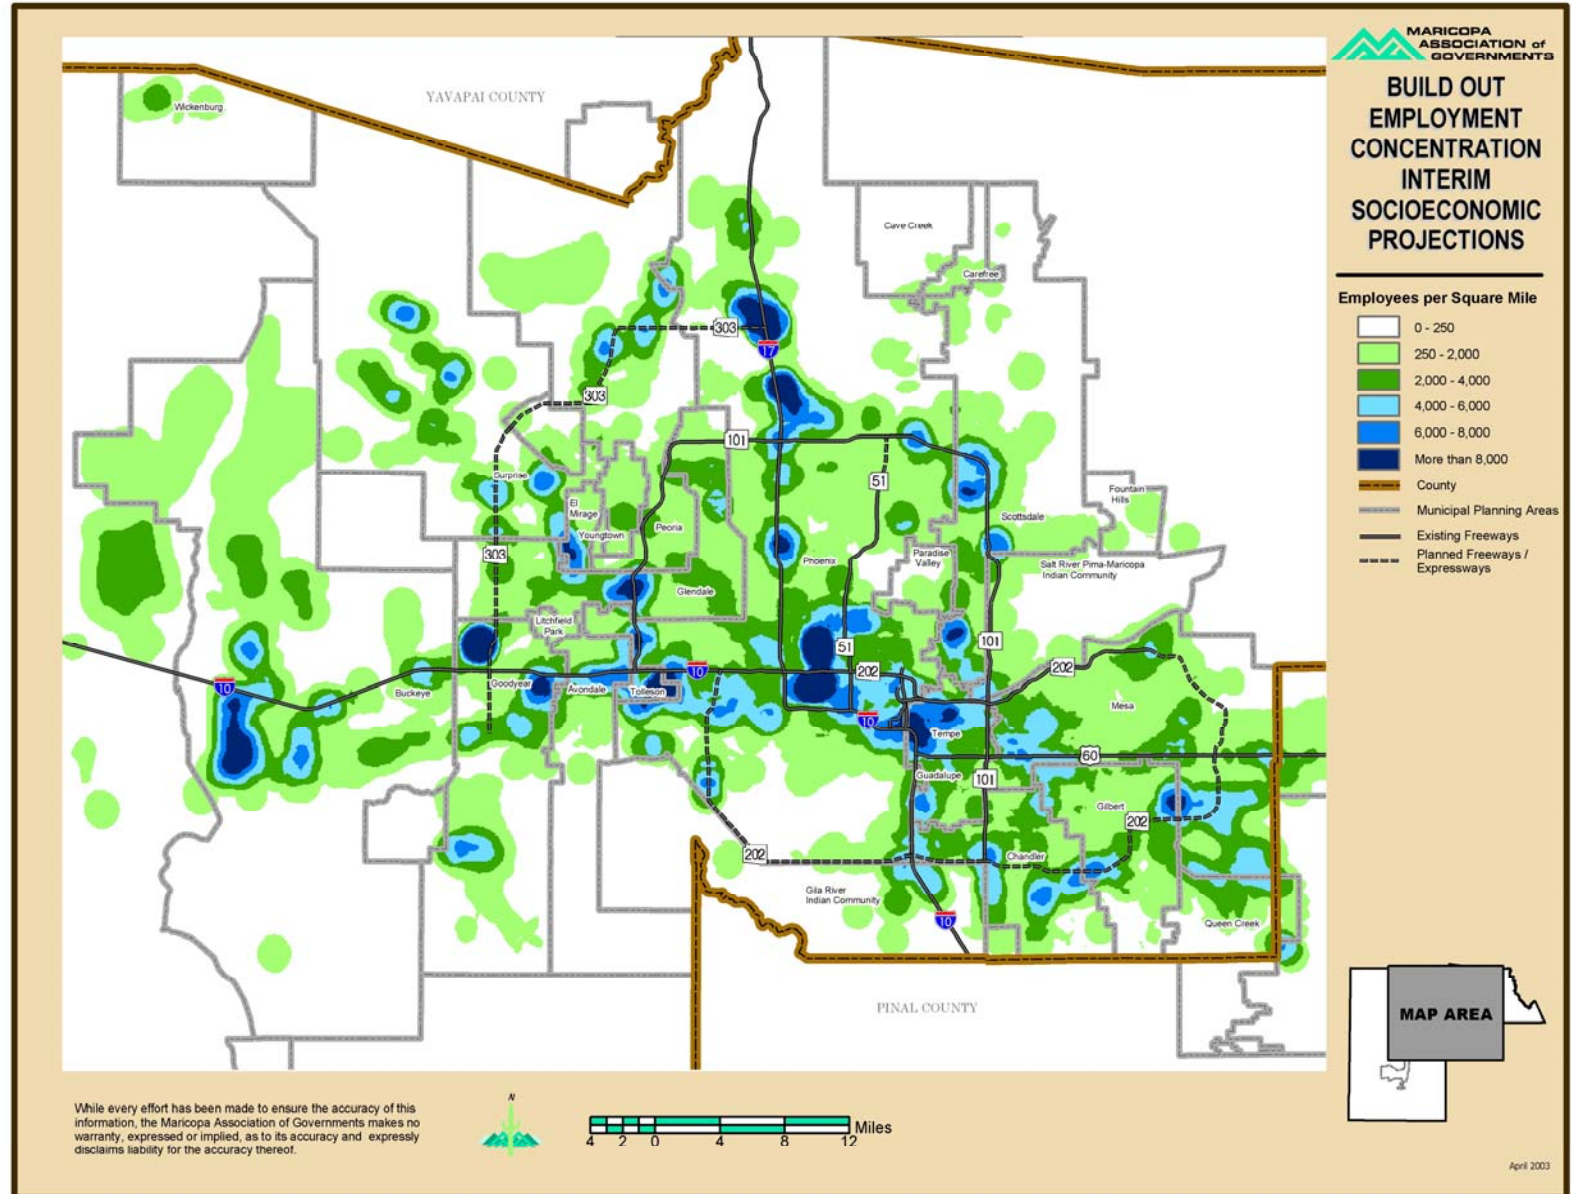 MARICOPA
ASSOCIATION of
GOVERNMENTS
BUILD OUT
EMPLOYMENT
CONCENTRATION
INTERIM
SOCIOECONOMIC
PROJECTIONS
Employees per Square Mile
0 - 250
250 - 2,000
2,000 - 4,000
4,000 - 6,000
6,000 - 8,000
More than 8,000
County
Municipal Planning Areas
Existing Freeways
Planned Freeways /
Expressways
YAVAPAI COUNTY
Wickenburg
Cave Creek
Carefree
303
17
303
101
51
Surprise
El
Mirage
Youngtown
Peoria
Fountain
Hills
Scottsdale
303
Phoenix
Paradise
Valley
Salt River Pima-Maricopa
Indian Community
Glendale
Litchfield
Park
101
51
202
202
10
10
Buckeye
Goodyear
Avondale
Tolleson
Mesa
10
Tempe
60
Guadalupe
101
Gilbert
202
202
Chandler
Gila River
Indian Community
10
Queen Creek
PINAL COUNTY
MAP AREA
While every effort has been made to ensure the accuracy of this
information, the Maricopa Association of Governments makes no
warranty, expressed or implied, as to its accuracy and expressly
disclaims liability for the accuracy thereof.
N
4 2 0 4 8 12 Miles
April 2003